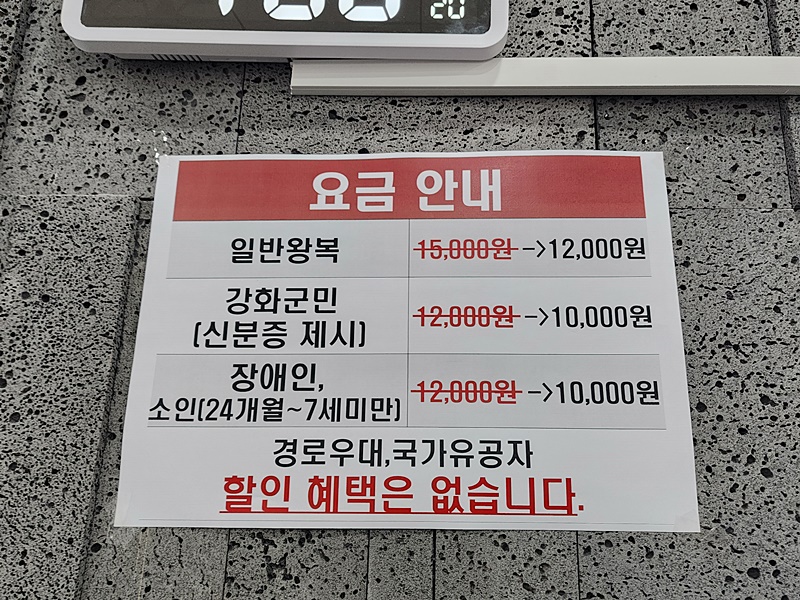 20
요금 안내
일반왕복 15,000원->12,000원
강화군민
(신분증 제시) 12,000원->10,000원
장애인,
소인(24개월~7세미만) 12,000원->10,000원
경로우대,국가유공자
할인 혜택은 없습니다.